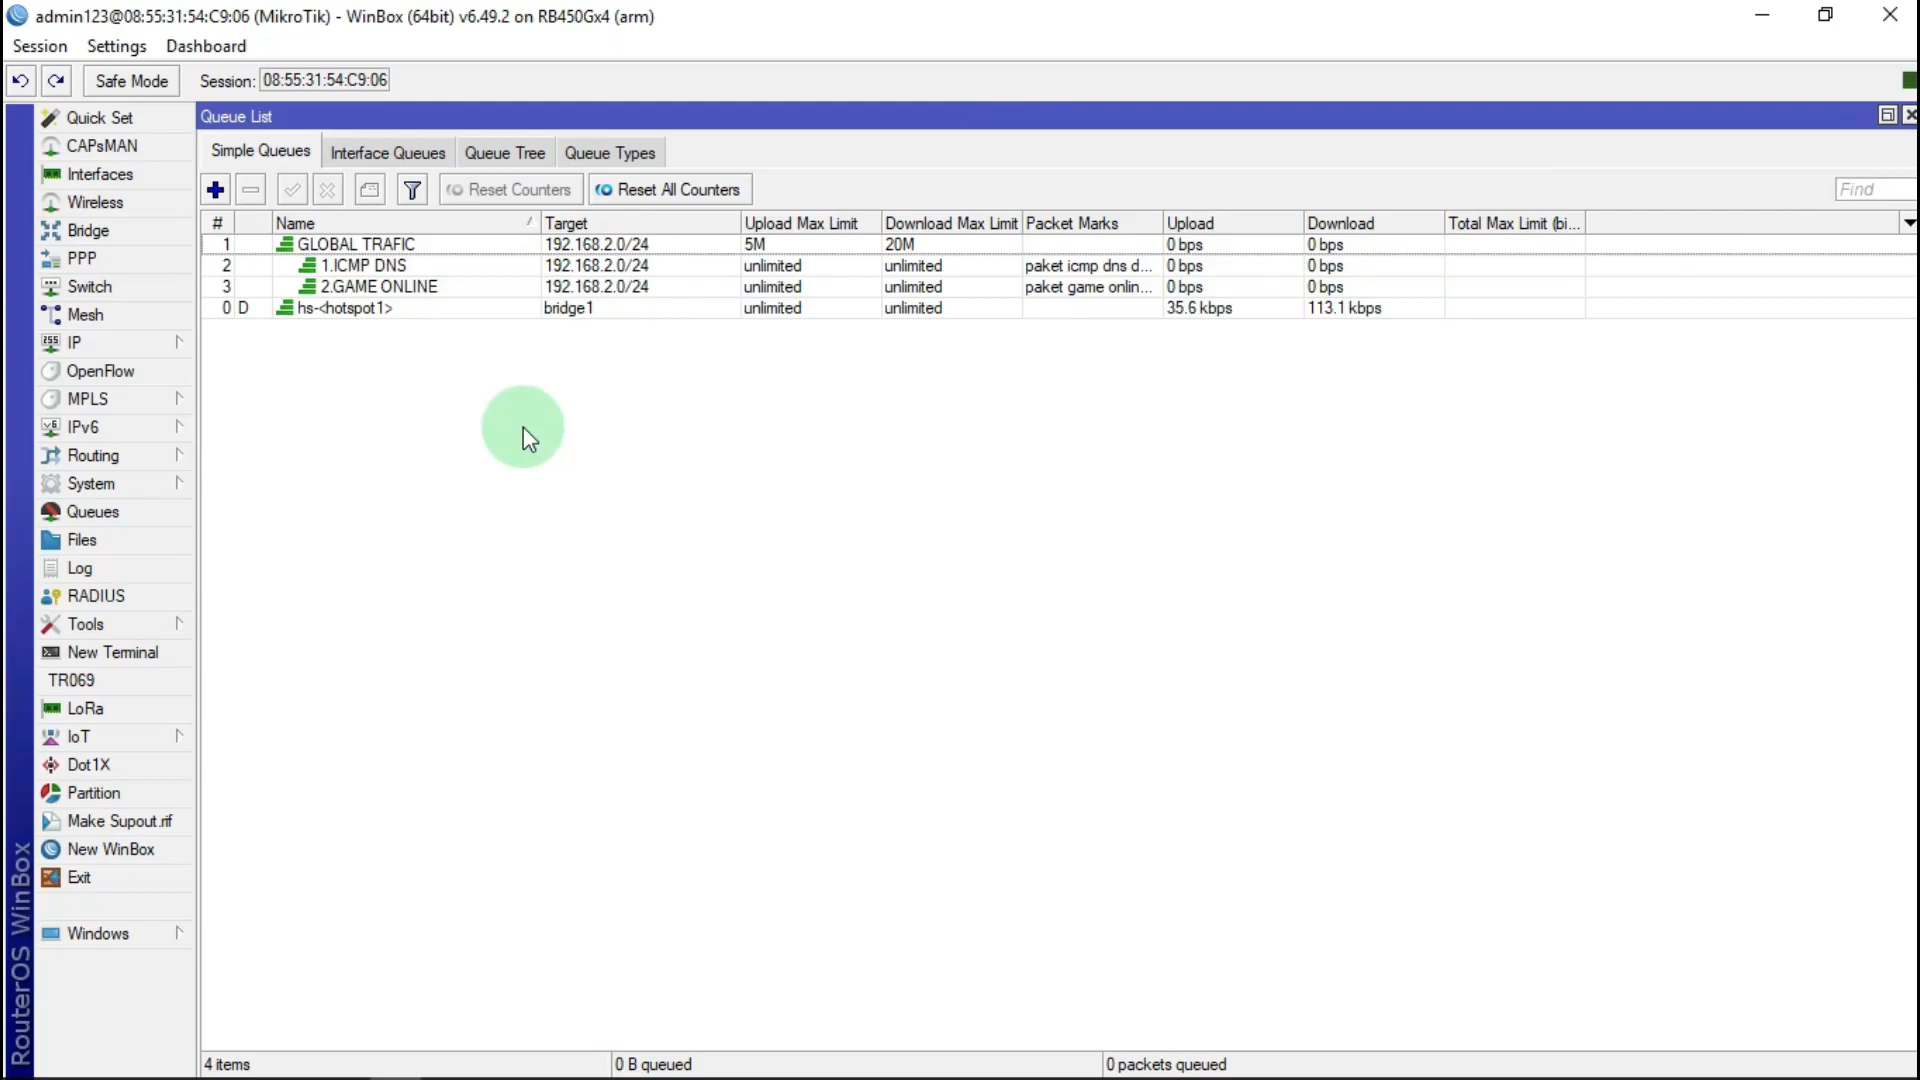 admin123@08:55:31:54:C9:06 (MikroTik) - WinBox (64bit) v6.49.2 on RB450Gx4 (arm)
Session Settings Dashboard
Safe Mode Session: 08:55:31:54:C9:06
Quick Set
CAPsMAN
Interfaces
Wireless
Bridge
PPP
Switch
Mesh
IP
OpenFlow
MPLS
IPv6
Routing
System
Queues
Files
Log
RADIUS
Tools
New Terminal
TR069
LoRa
IoT
Dot1X
Partition
Make Supout.rif
New WinBox
Exit
Windows
RouterOS WinBox
Queue List
Simple Queues Interface Queues Queue Tree Queue Types
Reset Counters Reset All Counters Find
# Name Target Upload Max Limit Download Max Limit Packet Marks Upload Download Total Max Limit (bi...
1 GLOBAL TRAFIC 192.168.2.0/24 5M 20M 0 bps 0 bps
2 1.ICMP DNS 192.168.2.0/24 unlimited unlimited paket icmp dns d... 0 bps 0 bps
3 2.GAME ONLINE 192.168.2.0/24 unlimited unlimited paket game onlin... 0 bps 0 bps
0 D hs-<hotspot1> bridge1 unlimited unlimited 35.6 kbps 113.1 kbps
4 items 0 B queued 0 packets queued